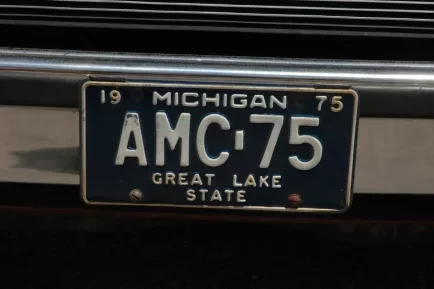 19 MICHIGAN 75
AMC-75
GREAT LAKE
STATE